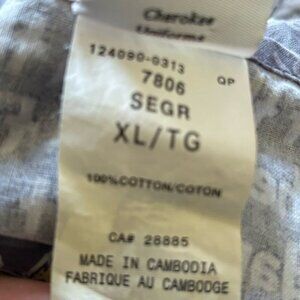 Cherokee
Uniforms
124090-0313
7806 QP
SEGR
XL/TG
100%COTTON/COTON
CA# 28885
MADE IN CAMBODIA
FABRIQUE AU CAMBODGE